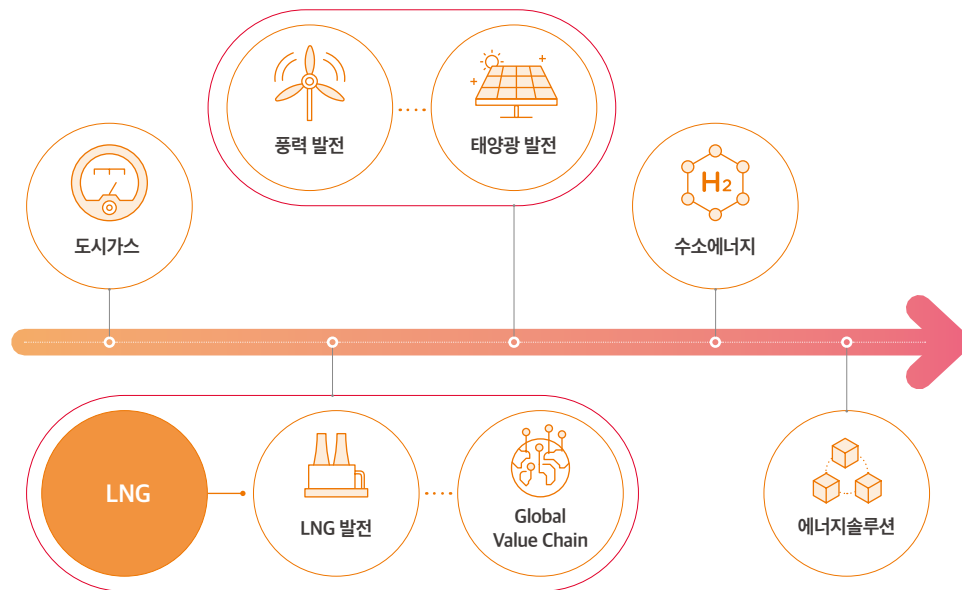 풍력 발전
태양광 발전
도시가스
H2
수소에너지
LNG
LNG 발전
Global
Value Chain
에너지솔루션